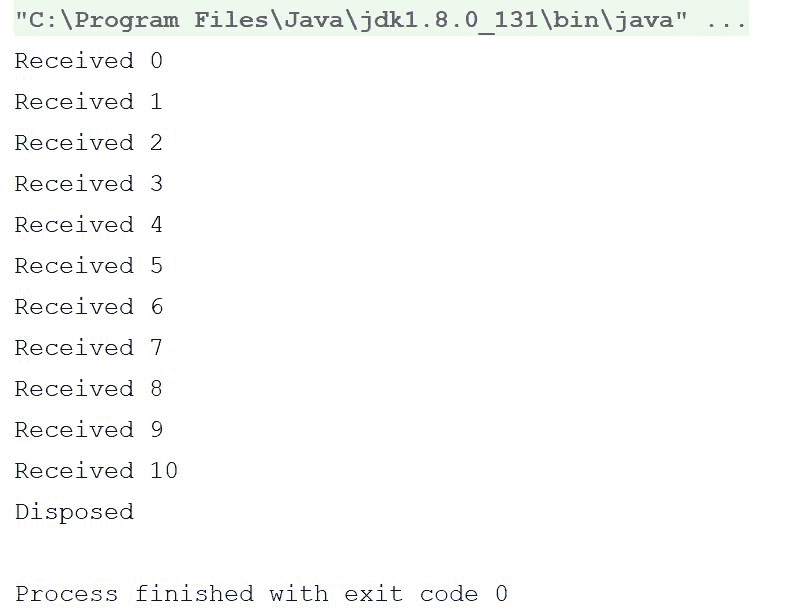 "C:\Program Files\Java\jdk1.8.0_131\bin\java" ...
Received 0
Received 1
Received 2
Received 3
Received 4
Received 5
Received 6
Received 7
Received 8
Received 9
Received 10
Disposed
Process finished with exit code 0